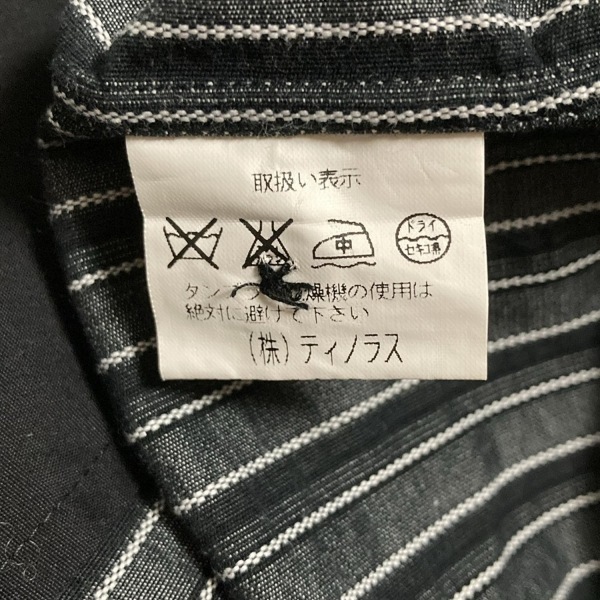 取扱い表示
中
ドライ
セキユ系
タンブ 燥機の使用は
絶対に避けて下さい
(株)ティノラス